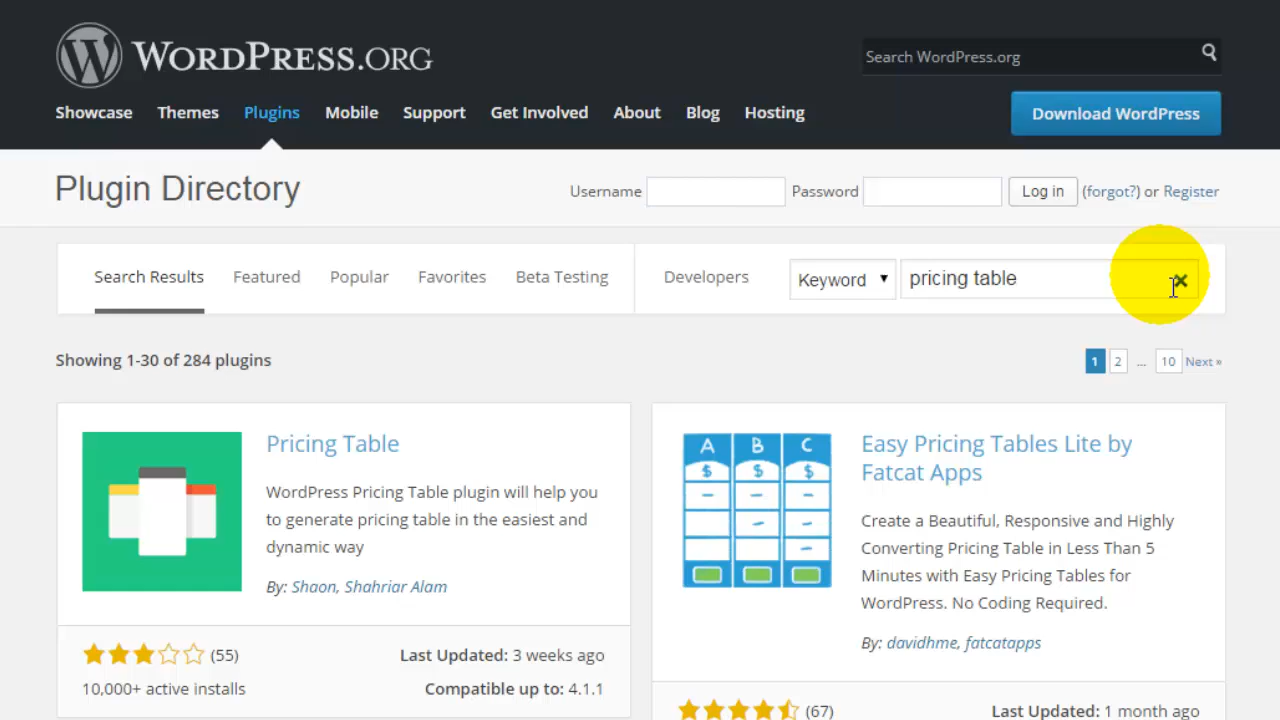 WORDPRESS.ORG
Search WordPress.org
Showcase Themes Plugins Mobile Support Get Involved About Blog Hosting
Download WordPress
Plugin Directory
Username Password Log in (forgot?) or Register
Search Results Featured Popular Favorites Beta Testing Developers Keyword pricing table
Showing 1-30 of 284 plugins
1 2 ... 10 Next »
Pricing Table
WordPress Pricing Table plugin will help you
to generate pricing table in the easiest and
dynamic way
By: Shaon, Shahriar Alam
(55)
Last Updated: 3 weeks ago
10,000+ active installs
Compatible up to: 4.1.1
A B C
$ $ $
Easy Pricing Tables Lite by
Fatcat Apps
Create a Beautiful, Responsive and Highly
Converting Pricing Table in Less Than 5
Minutes with Easy Pricing Tables for
WordPress. No Coding Required.
By: davidhme, fatcatapps
(67)
Last Updated: 1 month ago